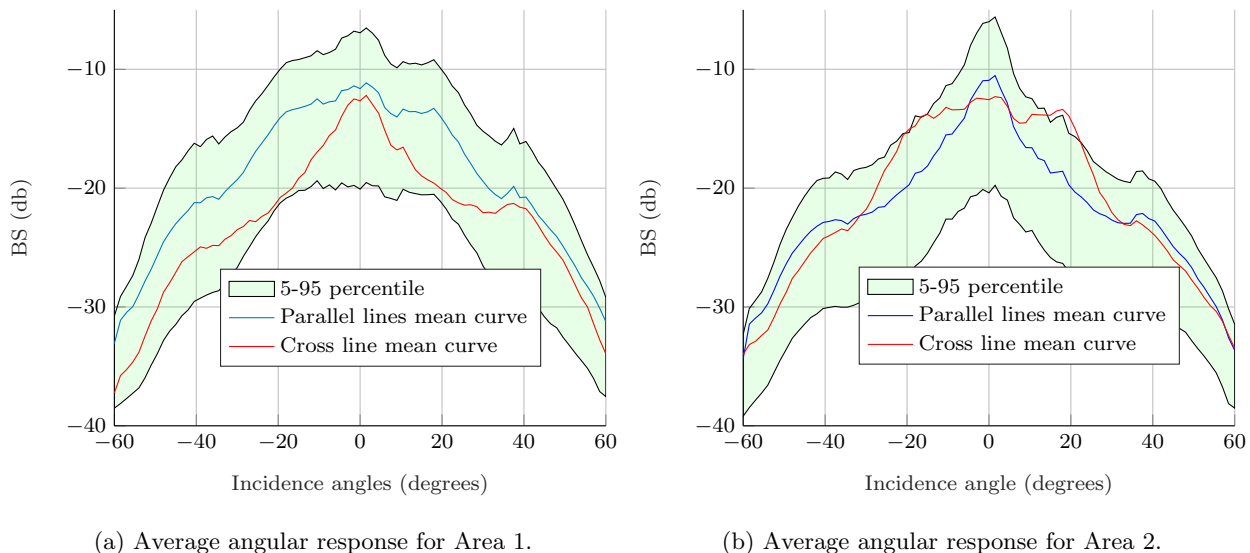 −10
−20
−30
−40
BS (db)
−60 −40 −20 0 20 40 60
Incidence angles (degrees)
5-95 percentile
Parallel lines mean curve
Cross line mean curve
(a) Average angular response for Area 1.
−10
−20
−30
−40
BS (db)
−60 −40 −20 0 20 40 60
Incidence angle (degrees)
5-95 percentile
Parallel lines mean curve
Cross line mean curve
(b) Average angular response for Area 2.